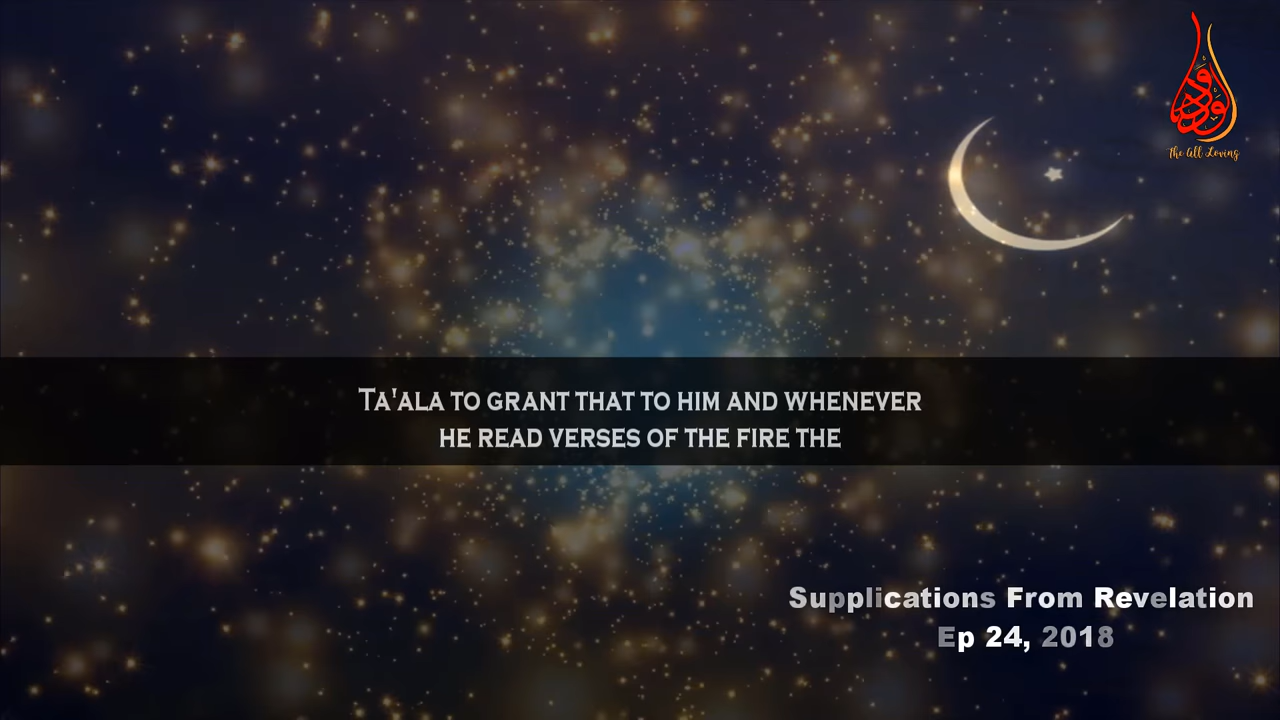 الودود
The All Loving
TA'ALA TO GRANT THAT TO HIM AND WHENEVER
HE READ VERSES OF THE FIRE THE
Supplications From Revelation
Ep 24, 2018